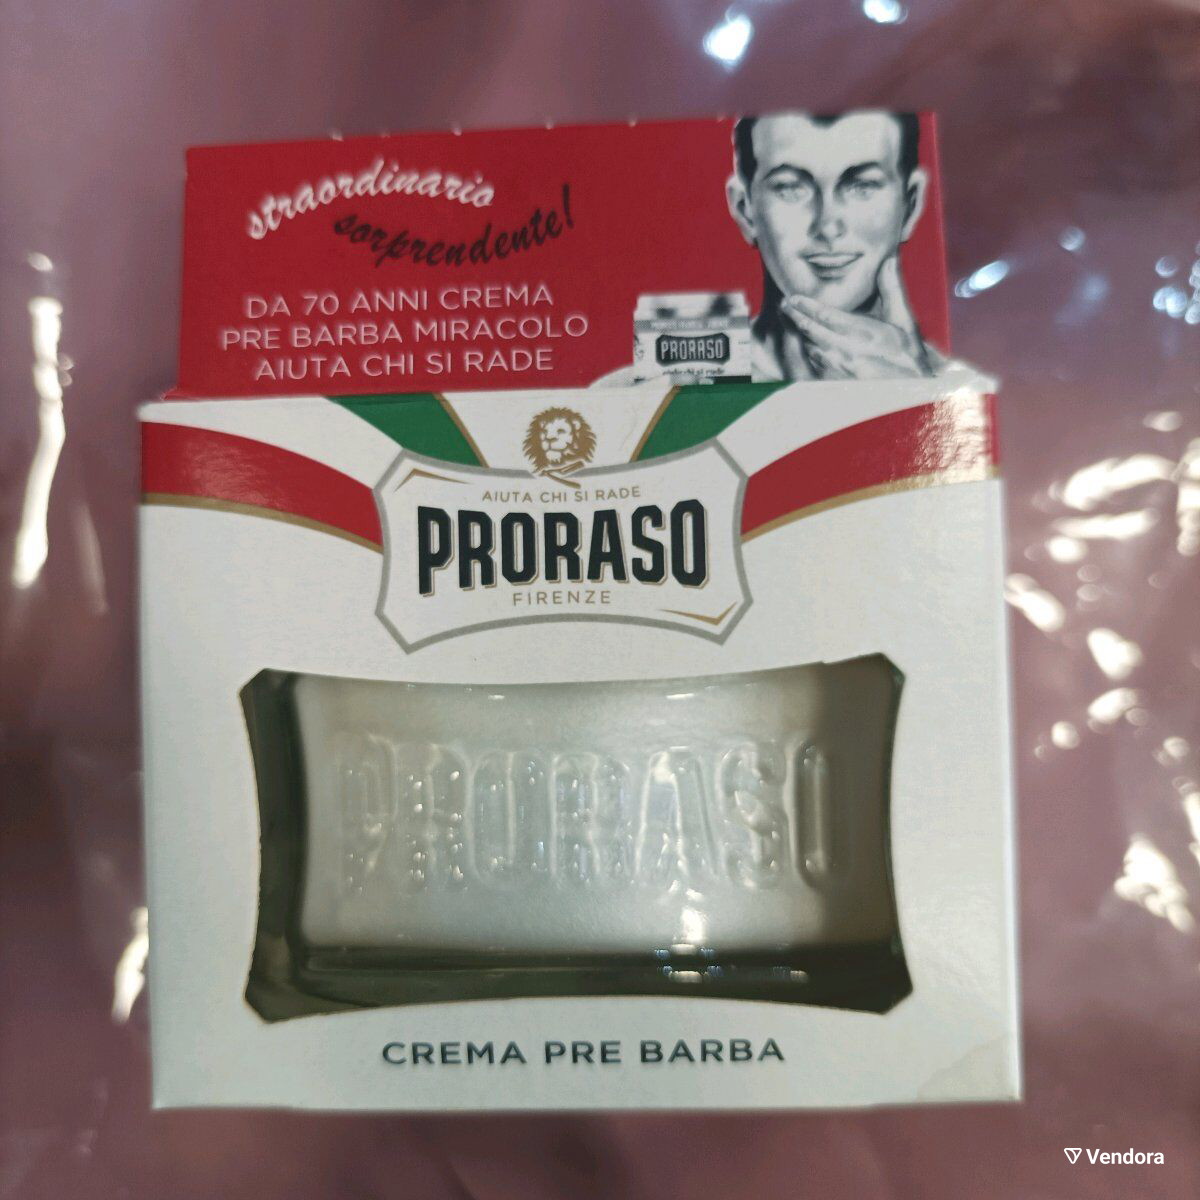 straordinario
sorprendente!
DA 70 ANNI CREMA
PRE BARBA MIRACOLO
AIUTA CHI SI RADE
PRORASO
AIUTA CHI SI RADE
PRORASO
FIRENZE
PRORASO
CREMA PRE BARBA
Vendora